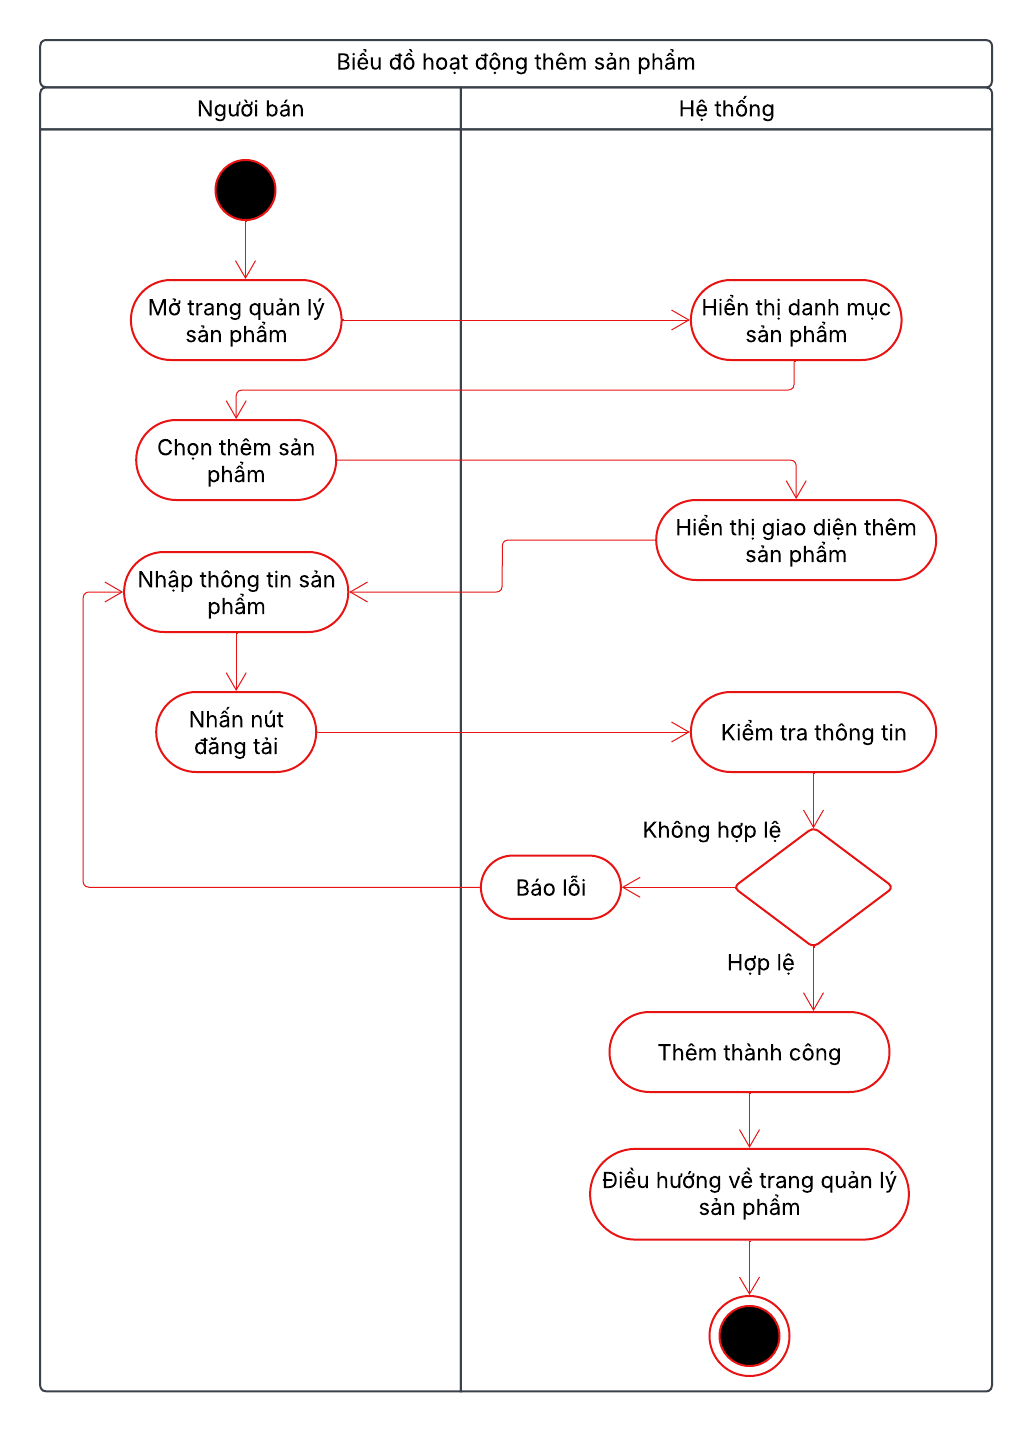 Biểu đồ hoạt động thêm sản phẩm
Người bán
Hệ thống
Mở trang quản lý
sản phẩm
Hiển thị danh mục
sản phẩm
Chọn thêm sản
phẩm
Hiển thị giao diện thêm
sản phẩm
Nhập thông tin sản
phẩm
Nhấn nút
đăng tải
Kiểm tra thông tin
Không hợp lệ
Báo lỗi
Hợp lệ
Thêm thành công
Điều hướng về trang quản lý
sản phẩm